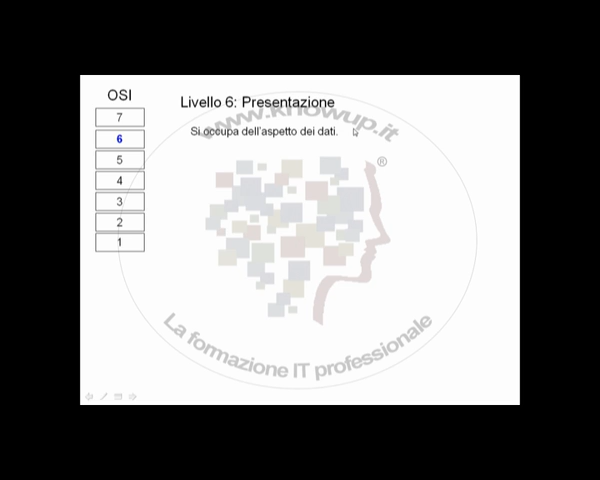 OSI
7
6
5
4
3
2
1
Livello 6: Presentazione
Si occupa dell'aspetto dei dati.
www.knowup.it
®
La formazione IT professionale